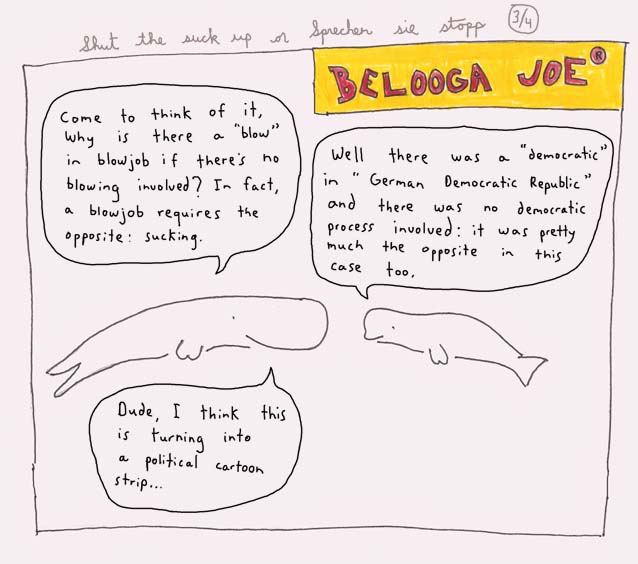 Shut the suck up or Sprechen sie stopp 3/4
BELOOGA JOE®
Come to think of it,
why is there a "blow"
in blowjob if there's no
blowing involved? In fact,
a blowjob requires the
opposite: sucking.
Well there was a "democratic"
in "German Democratic Republic"
and there was no democratic
process involved: it was pretty
much the opposite in this
case too.
Dude, I think this
is turning into
a political cartoon
strip...